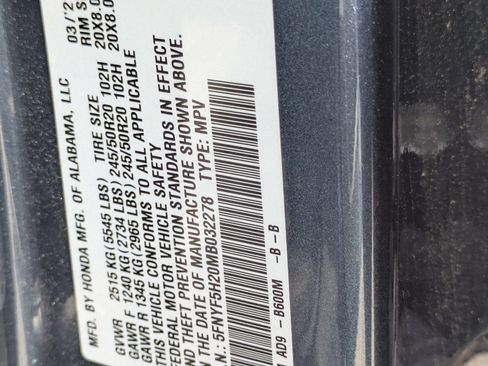 MFD. BY HONDA MFG. OF ALABAMA, LLC 03/2
GVWR 2515 KG (5545 LBS) TIRE SIZE RIM S
GAWR F 1240 KG (2734 LBS) 245/50R20 102H 20X8.0
GAWR R 1345 KG (2965 LBS) 245/50R20 102H 20X8.0
THIS VEHICLE CONFORMS TO ALL APPLICABLE
FEDERAL MOTOR VEHICLE SAFETY
AND THEFT PREVENTION STANDARDS IN EFFECT
ON THE DATE OF MANUFACTURE SHOWN ABOVE.
I.N.: 5FNYF5H20MB032278 TYPE: MPV
AD9 - B600M -B -B